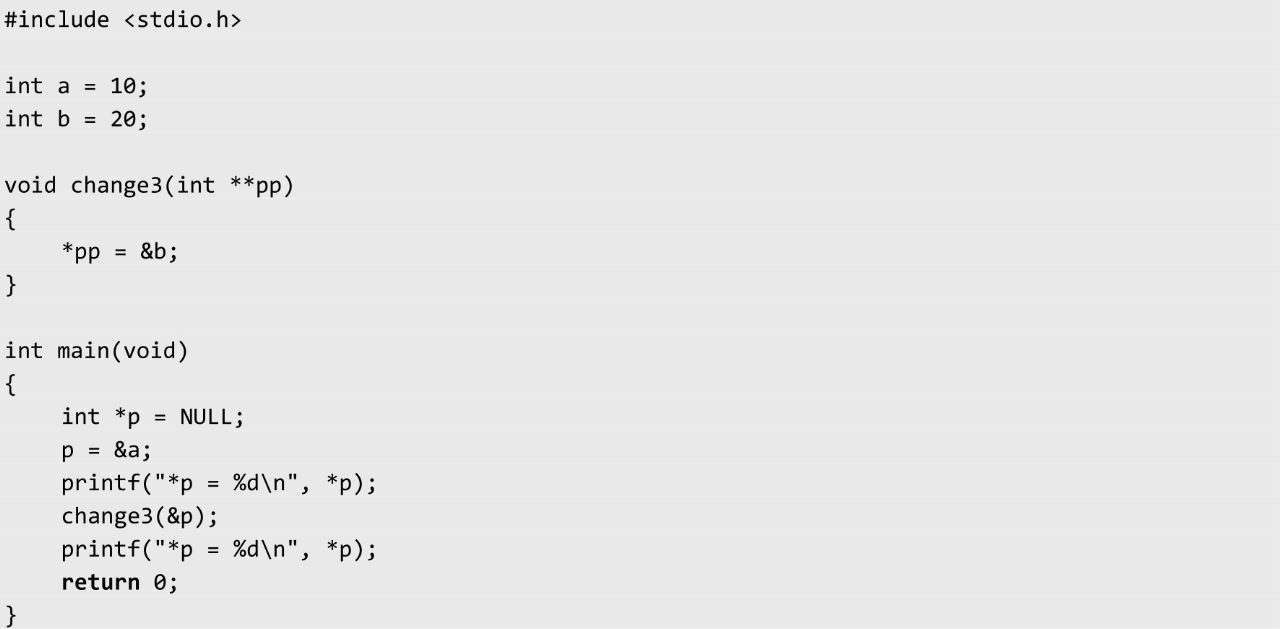 #include <stdio.h>
int a = 10;
int b = 20;
void change3(int **pp)
{
*pp = &b;
}
int main(void)
{
int *p = NULL;
p = &a;
printf("*p = %d\n", *p);
change3(&p);
printf("*p = %d\n", *p);
return 0;
}